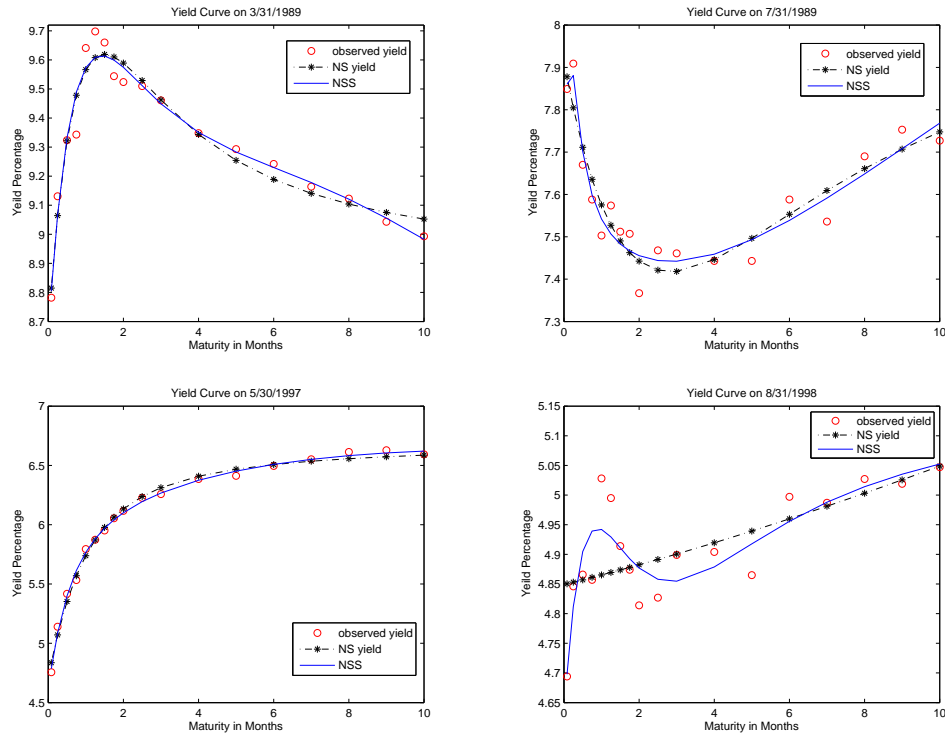 Yield Curve on 3/31/1989
Yeild Percentage
9.7
9.6
9.5
9.4
9.3
9.2
9.1
9
8.9
8.8
8.7
observed yield
NS yield
NSS
0 2 4 6 8 10
Maturity in Months
Yield Curve on 7/31/1989
Yeild Percentage
8
7.9
7.8
7.7
7.6
7.5
7.4
7.3
observed yield
NS yield
NSS
0 2 4 6 8 10
Maturity in Months
Yield Curve on 5/30/1997
Yeild Percentage
7
6.5
6
5.5
5
4.5
observed yield
NS yield
NSS
0 2 4 6 8 10
Maturity in Months
Yield Curve on 8/31/1998
Yeild Percentage
5.15
5.1
5.05
5
4.95
4.9
4.85
4.8
4.75
4.7
4.65
observed yield
NS yield
NSS
0 2 4 6 8 10
Maturity in Months